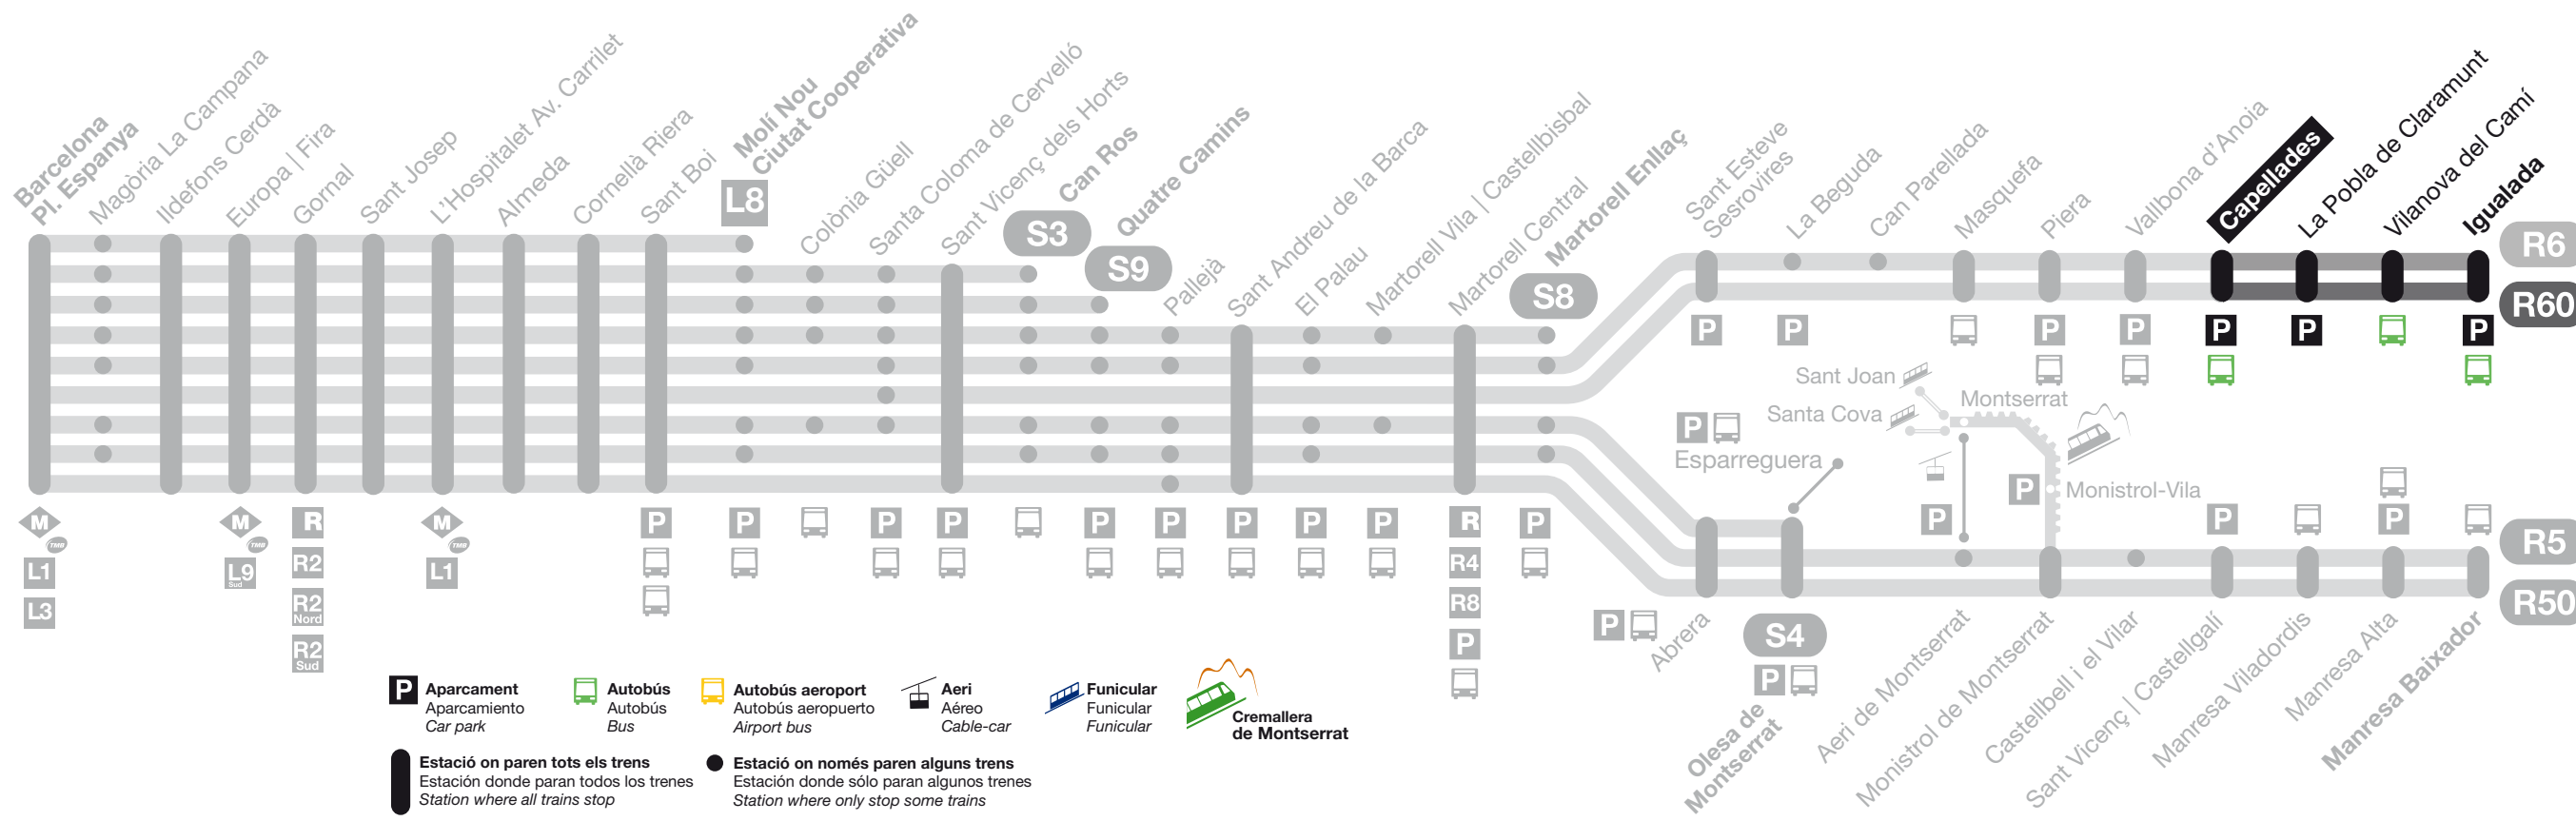 Barcelona
Pl. Espanya
Magòria La Campana
Ildefons Cerdà
Europa | Fira
Gornal
Sant Josep
L'Hospitalet Av. Carrilet
Almeda
Cornellà Riera
Sant Boi
Molí Nou
Ciutat Cooperativa
L8
Colònia Güell
Santa Coloma de Cervelló
Sant Vicenç dels Horts
Can Ros
S3
Quatre Camins
S9
Pallejà
Sant Andreu de la Barca
El Palau
Martorell Vila | Castellbisbal
Martorell Central
Martorell Enllaç
S8
Sant Esteve
Sesrovires
La Beguda
Can Parellada
Masquefa
Piera
Vallbona d'Anoia
Capellades
La Pobla de Claramunt
Vilanova del Camí
Igualada
R6
R60
P P P P P P P
Sant Joan
Santa Cova
Montserrat
P
Esparreguera
P
Monistrol-Vila
P
P
P
M
TMB
L1
L3
M
TMB
L9
Sud
R
R2
R2
Nord
R2
Sud
M
TMB
L1
P P P P P P P P P
R
R4
R8
P
P
R5
R50
P
Abrera
S4
P
Olesa de
Montserrat
Aeri de Montserrat
Monistrol de Montserrat
Castellbell i el Vilar
Sant Vicenç | Castellgalí
Manresa Viladordis
Manresa Alta
Manresa Baixador
P
Aparcament
Aparcamiento
Car park
Autobús
Autobús
Bus
Autobús aeroport
Autobús aeropuerto
Airport bus
Aeri
Aéreo
Cable-car
Funicular
Funicular
Funicular
Cremallera
de Montserrat
Estació on paren tots els trens
Estación donde paran todos los trenes
Station where all trains stop
Estació on només paren alguns trens
Estación donde sólo paran algunos trenes
Station where only stop some trains